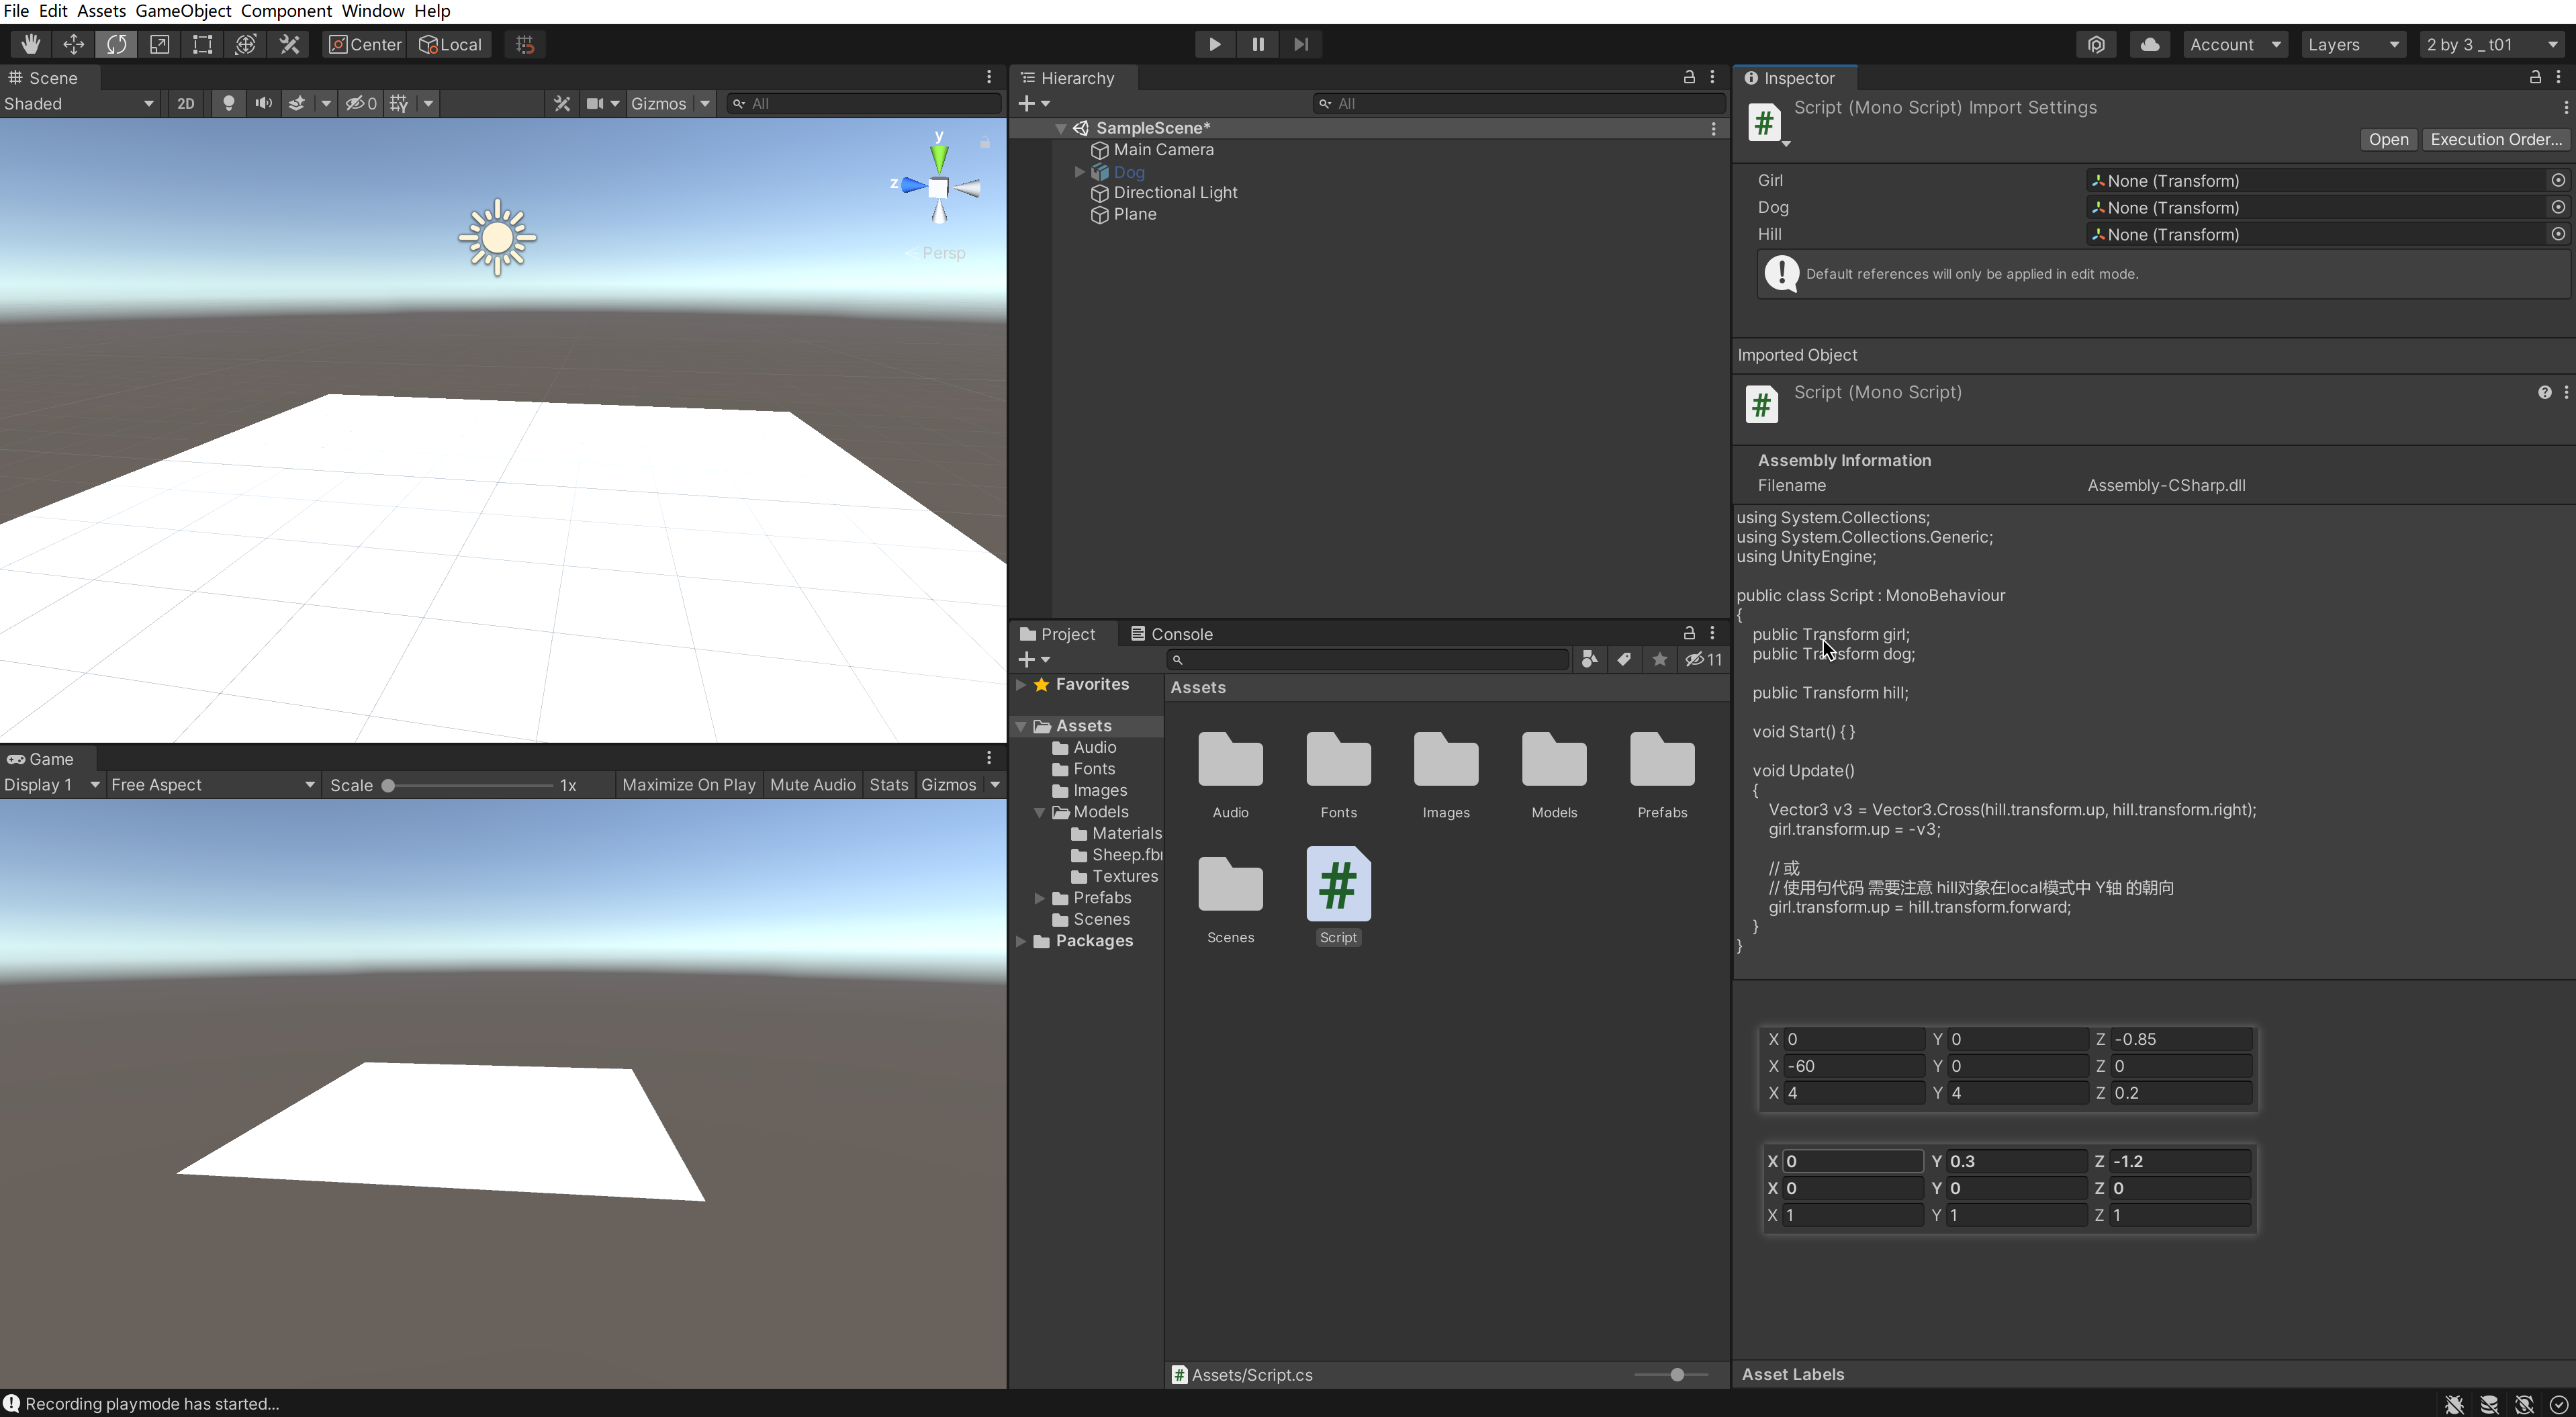 File Edit Assets GameObject Component Window Help
Center Local
Account Layers 2 by 3 _ t01
Scene
Shaded 2D 0 Gizmos All
y
z
Persp
Game
Display 1 Free Aspect Scale 1x Maximize On Play Mute Audio Stats Gizmos
Hierarchy
All
SampleScene*
Main Camera
Dog
Directional Light
Plane
Project Console
11
Favorites
Assets
Audio
Fonts
Images
Models
Materials
Sheep.fb
Textures
Prefabs
Scenes
Packages
Assets
Audio Fonts Images Models Prefabs
Scenes Script
Assets/Script.cs
Inspector
Script (Mono Script) Import Settings
Open Execution Order...
Girl None (Transform)
Dog None (Transform)
Hill None (Transform)
Default references will only be applied in edit mode.
Imported Object
Script (Mono Script)
Assembly Information
Filename Assembly-CSharp.dll
using System.Collections;
using System.Collections.Generic;
using UnityEngine;
public class Script : MonoBehaviour
{
public Transform girl;
public Transform dog;
public Transform hill;
void Start() { }
void Update()
{
Vector3 v3 = Vector3.Cross(hill.transform.up, hill.transform.right);
girl.transform.up = -v3;
// 或
// 使用句代码 需要注意 hill对象在local模式中 Y轴 的朝向
girl.transform.up = hill.transform.forward;
}
}
X 0 Y 0 Z -0.85
X -60 Y 0 Z 0
X 4 Y 4 Z 0.2
X 0 Y 0.3 Z -1.2
X 0 Y 0 Z 0
X 1 Y 1 Z 1
Asset Labels
Recording playmode has started...